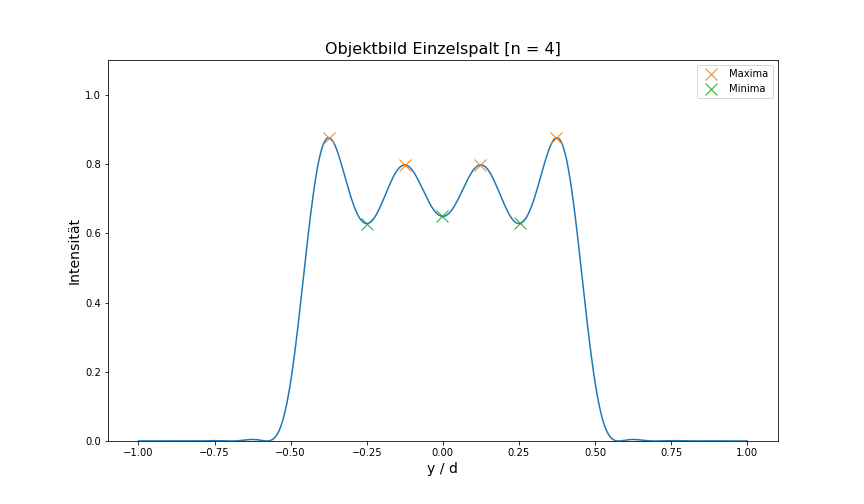 Objektbild Einzelspalt [n = 4]
Maxima
Minima
Intensität
1.0
0.8
0.6
0.4
0.2
0.0
−1.00 −0.75 −0.50 −0.25 0.00 0.25 0.50 0.75 1.00
y / d